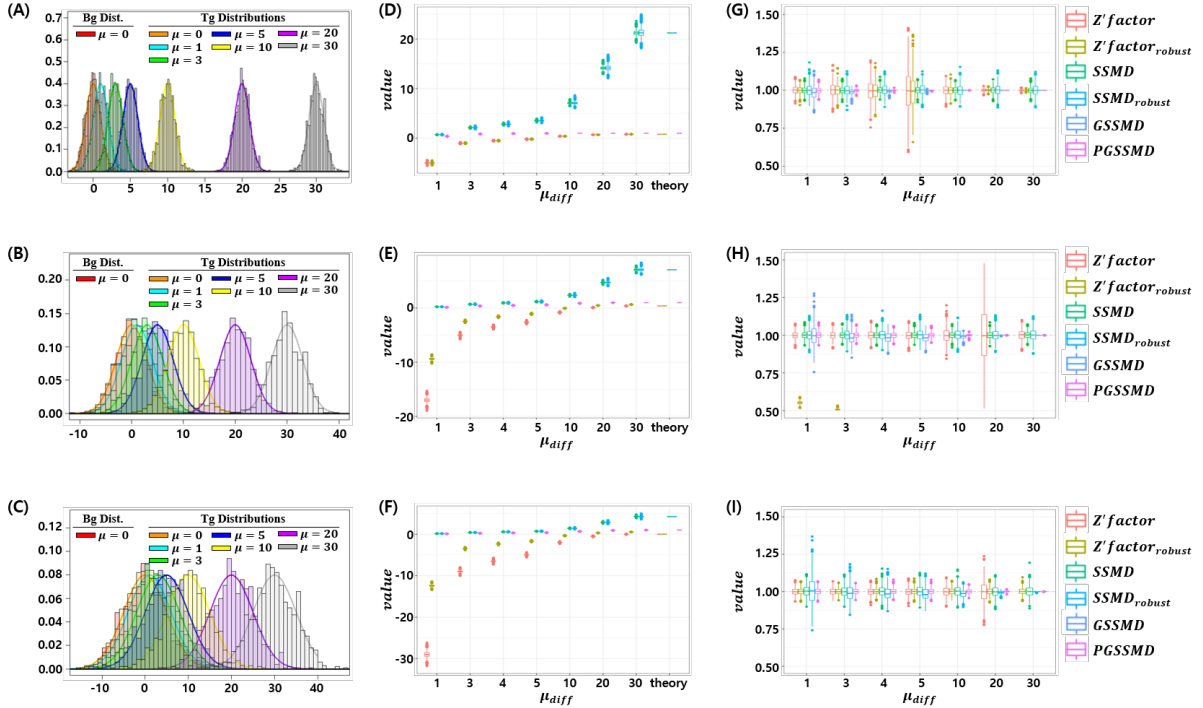 (A)
Bg Dist.
Tg Distributions
μ = 0
μ = 0
μ = 5
μ = 20
μ = 1
μ = 10
μ = 30
μ = 3
0.7
0.6
0.5
0.4
0.3
0.2
0.1
0.0
0 5 10 15 20 25 30
(D)
value
20
10
0
1 3 4 5 10 20 30 theory
μdiff
(G)
value
1.50
1.25
1.00
0.75
0.50
1 3 4 5 10 20 30
μdiff
Z'factor
Z'factorrobust
SSMD
SSMDrobust
GSSMD
PGSSMD
(B)
Bg Dist.
Tg Distributions
μ = 0
μ = 0
μ = 5
μ = 20
μ = 1
μ = 10
μ = 30
μ = 3
0.20
0.15
0.10
0.05
0.00
-10 0 10 20 30 40
(E)
value
0
-10
-20
1 3 4 5 10 20 30 theory
μdiff
(H)
value
1.50
1.25
1.00
0.75
0.50
1 3 4 5 10 20 30
μdiff
Z'factor
Z'factorrobust
SSMD
SSMDrobust
GSSMD
PGSSMD
(C)
Bg Dist.
Tg Distributions
μ = 0
μ = 0
μ = 5
μ = 20
μ = 1
μ = 10
μ = 30
μ = 3
0.12
0.10
0.08
0.06
0.04
0.02
0.00
-10 0 10 20 30 40
(F)
value
0
-10
-20
-30
1 3 4 5 10 20 30 theory
μdiff
(I)
value
1.50
1.25
1.00
0.75
0.50
1 3 4 5 10 20 30
μdiff
Z'factor
Z'factorrobust
SSMD
SSMDrobust
GSSMD
PGSSMD